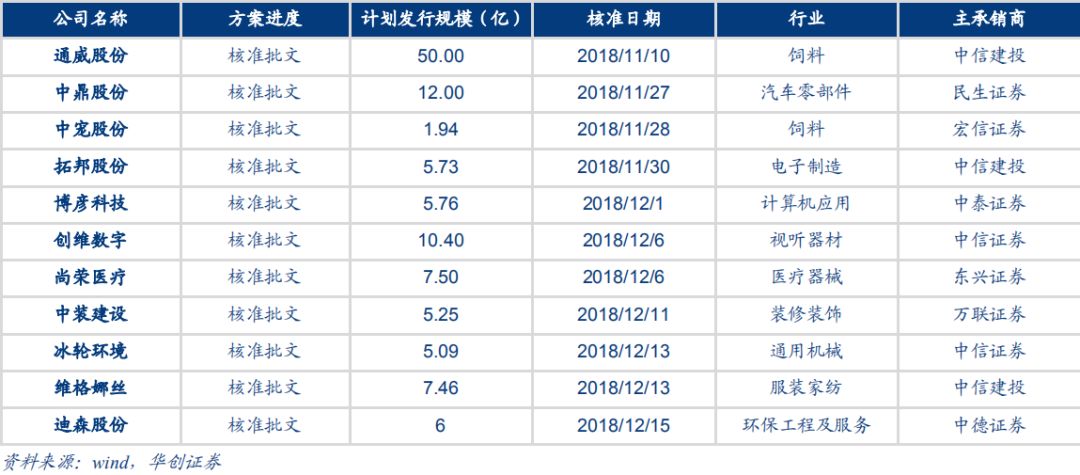 公司名称 方案进度 计划发行规模（亿） 核准日期 行业 主承销商
通威股份 核准批文 50.00 2018/11/10 饲料 中信建投
中鼎股份 核准批文 12.00 2018/11/27 汽车零部件 民生证券
中宠股份 核准批文 1.94 2018/11/28 饲料 宏信证券
拓邦股份 核准批文 5.73 2018/11/30 电子制造 中信建投
博彦科技 核准批文 5.76 2018/12/1 计算机应用 中泰证券
创维数字 核准批文 10.40 2018/12/6 视听器材 中信证券
尚荣医疗 核准批文 7.50 2018/12/6 医疗器械 东兴证券
中装建设 核准批文 5.25 2018/12/11 装修装饰 万联证券
冰轮环境 核准批文 5.09 2018/12/13 通用机械 中信证券
维格娜丝 核准批文 7.46 2018/12/13 服装家纺 中信建投
迪森股份 核准批文 6 2018/12/15 环保工程及服务 中德证券
资料来源：wind，华创证券